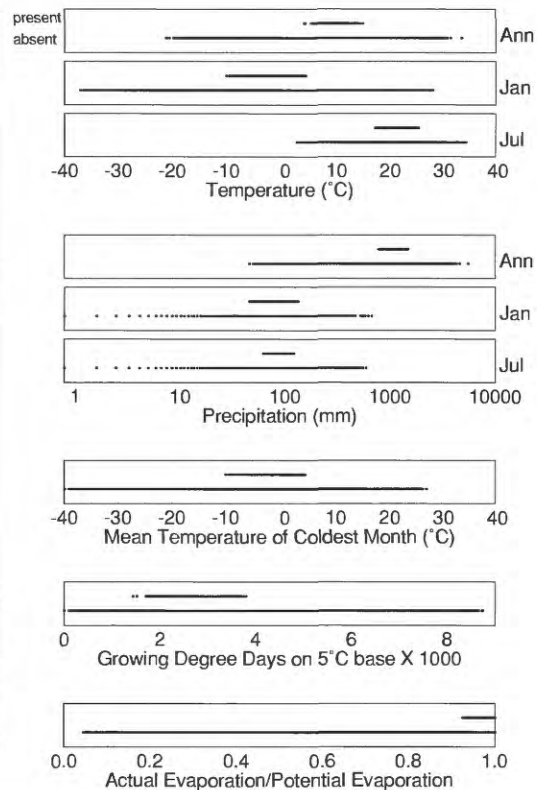 present
absent
Ann
Jan
Jul
-40 -30 -20 -10 0 10 20 30 40
Temperature (°C)
Ann
Jan
Jul
1 10 100 1000 10000
Precipitation (mm)
-40 -30 -20 -10 0 10 20 30 40
Mean Temperature of Coldest Month (°C)
0 2 4 6 8
Growing Degree Days on 5°C base X 1000
0.0 0.2 0.4 0.6 0.8 1.0
Actual Evaporation/Potential Evaporation